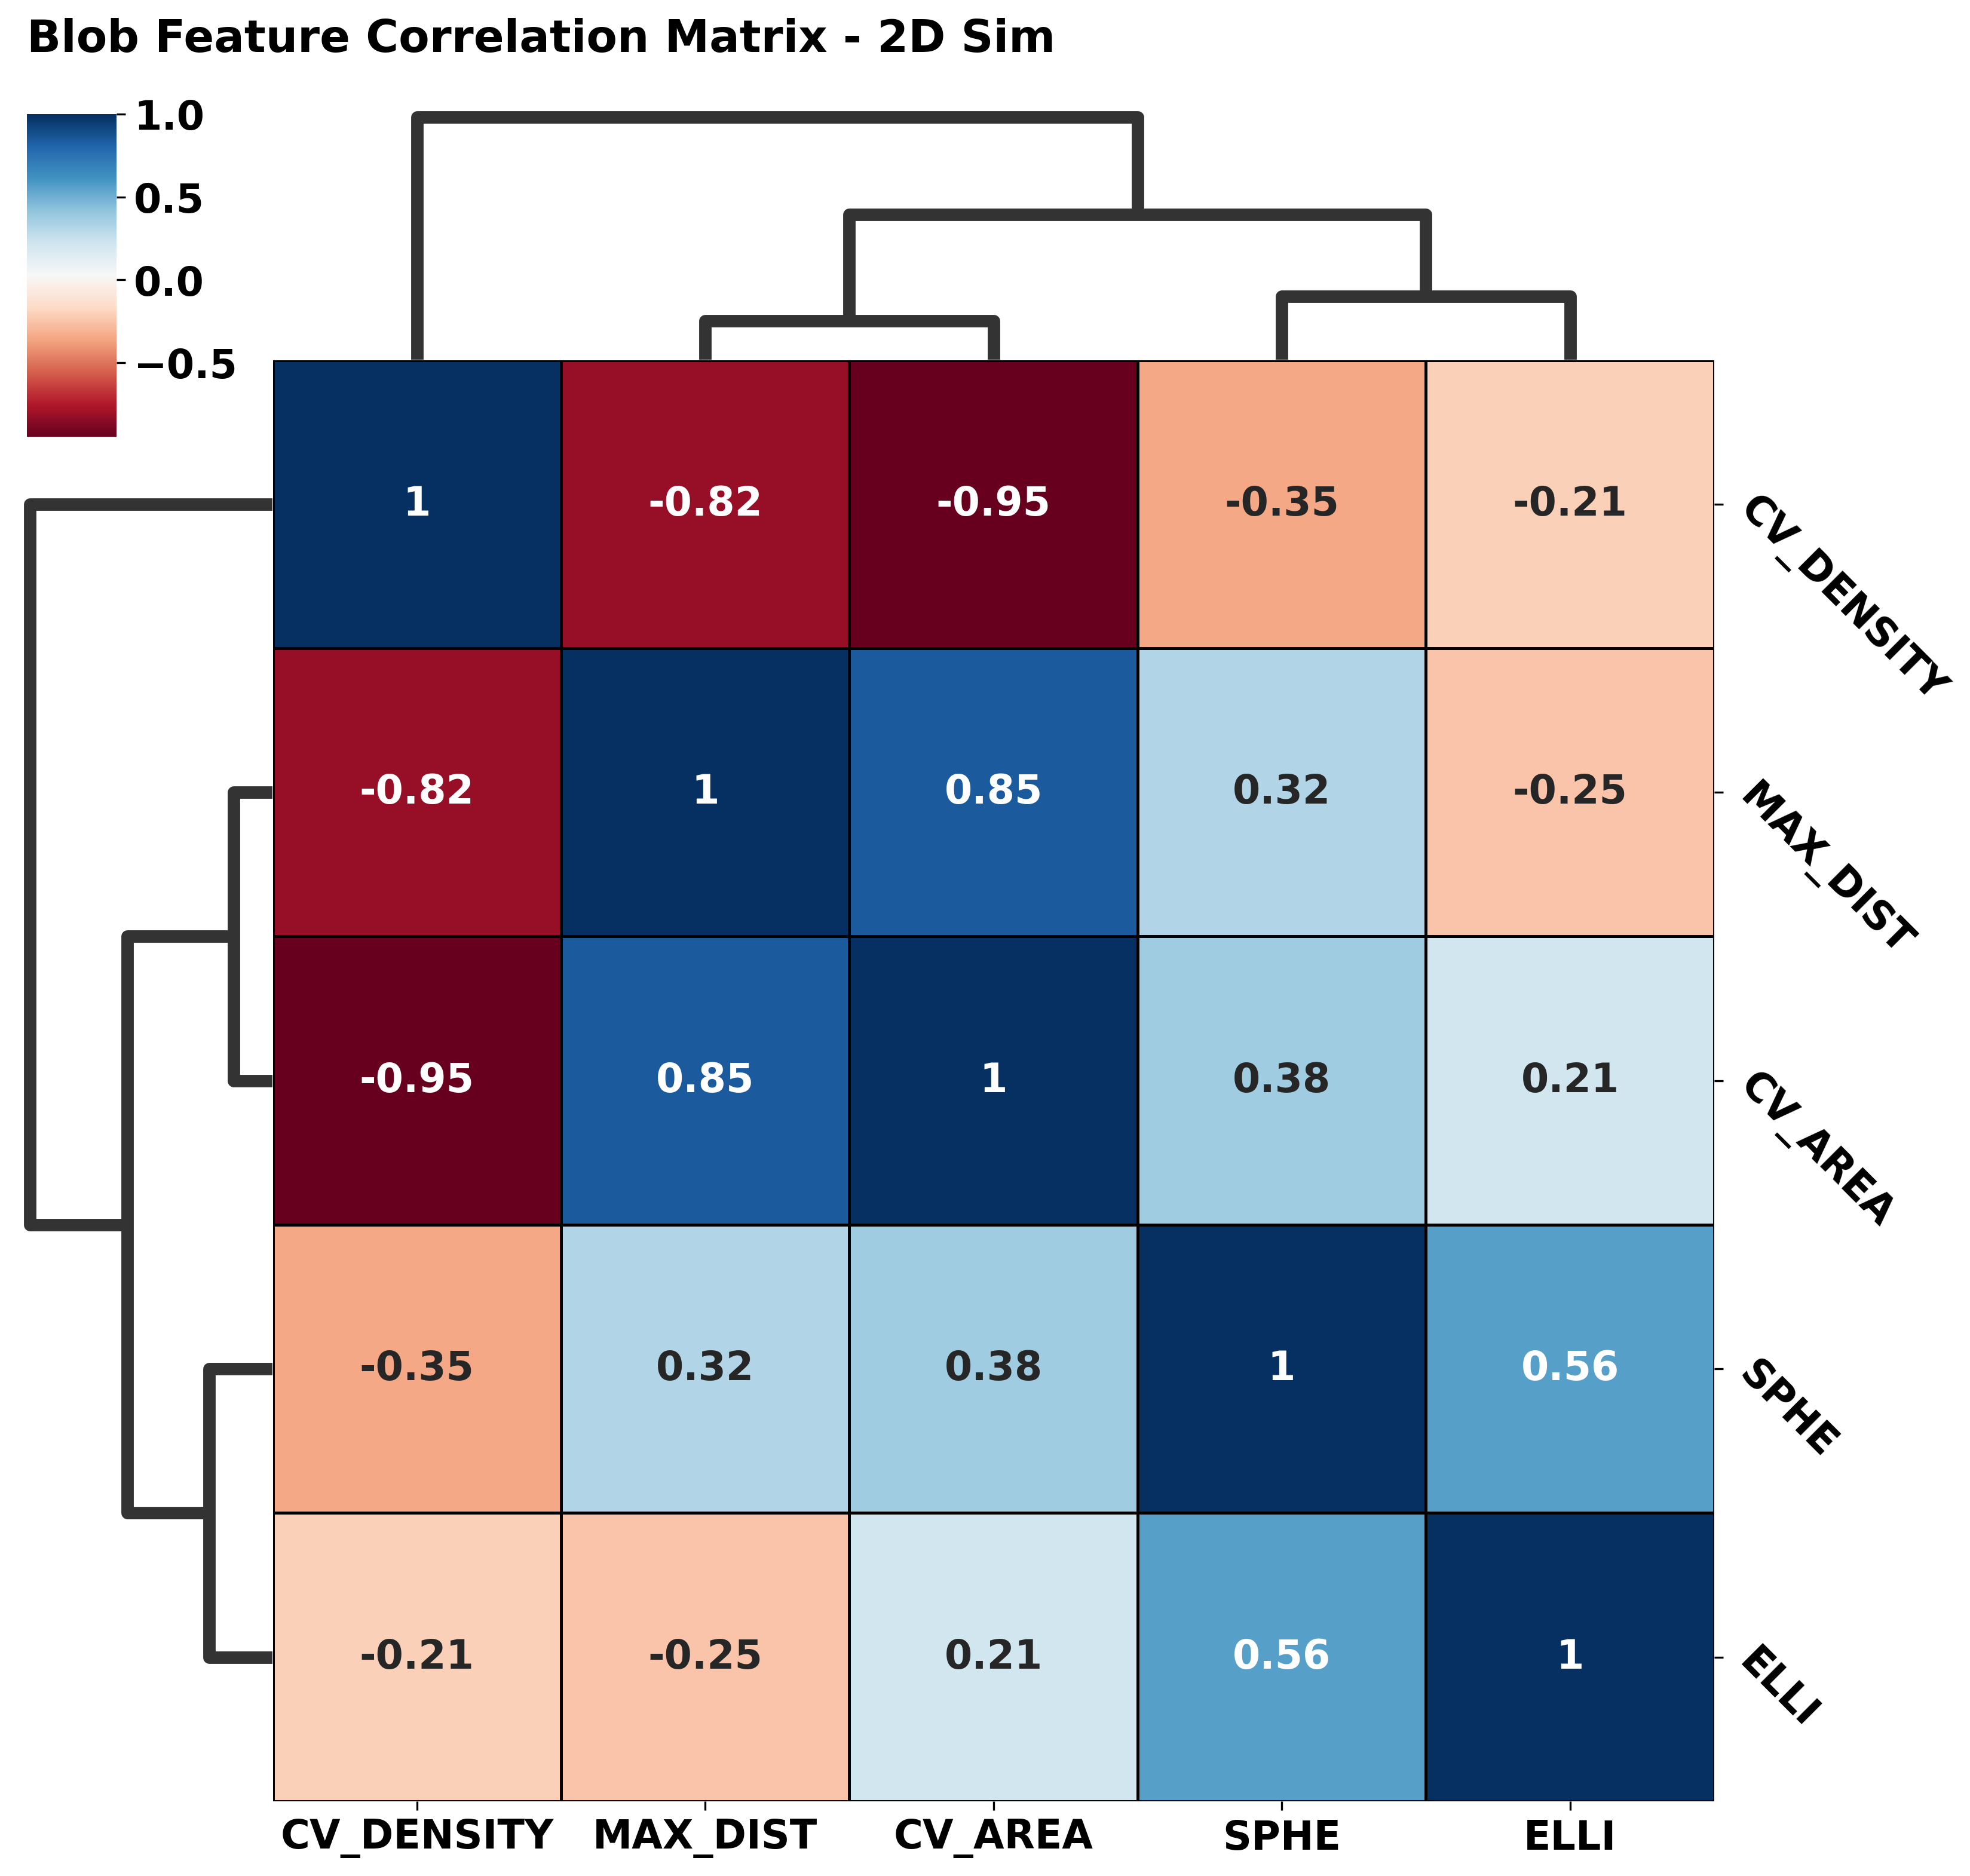 Blob Feature Correlation Matrix - 2D Sim
1.0
0.5
0.0
−0.5
1 -0.82 -0.95 -0.35 -0.21 CV_DENSITY
-0.82 1 0.85 0.32 -0.25 MAX_DIST
-0.95 0.85 1 0.38 0.21 CV_AREA
-0.35 0.32 0.38 1 0.56 SPHE
-0.21 -0.25 0.21 0.56 1 ELLI
CV_DENSITY MAX_DIST CV_AREA SPHE ELLI